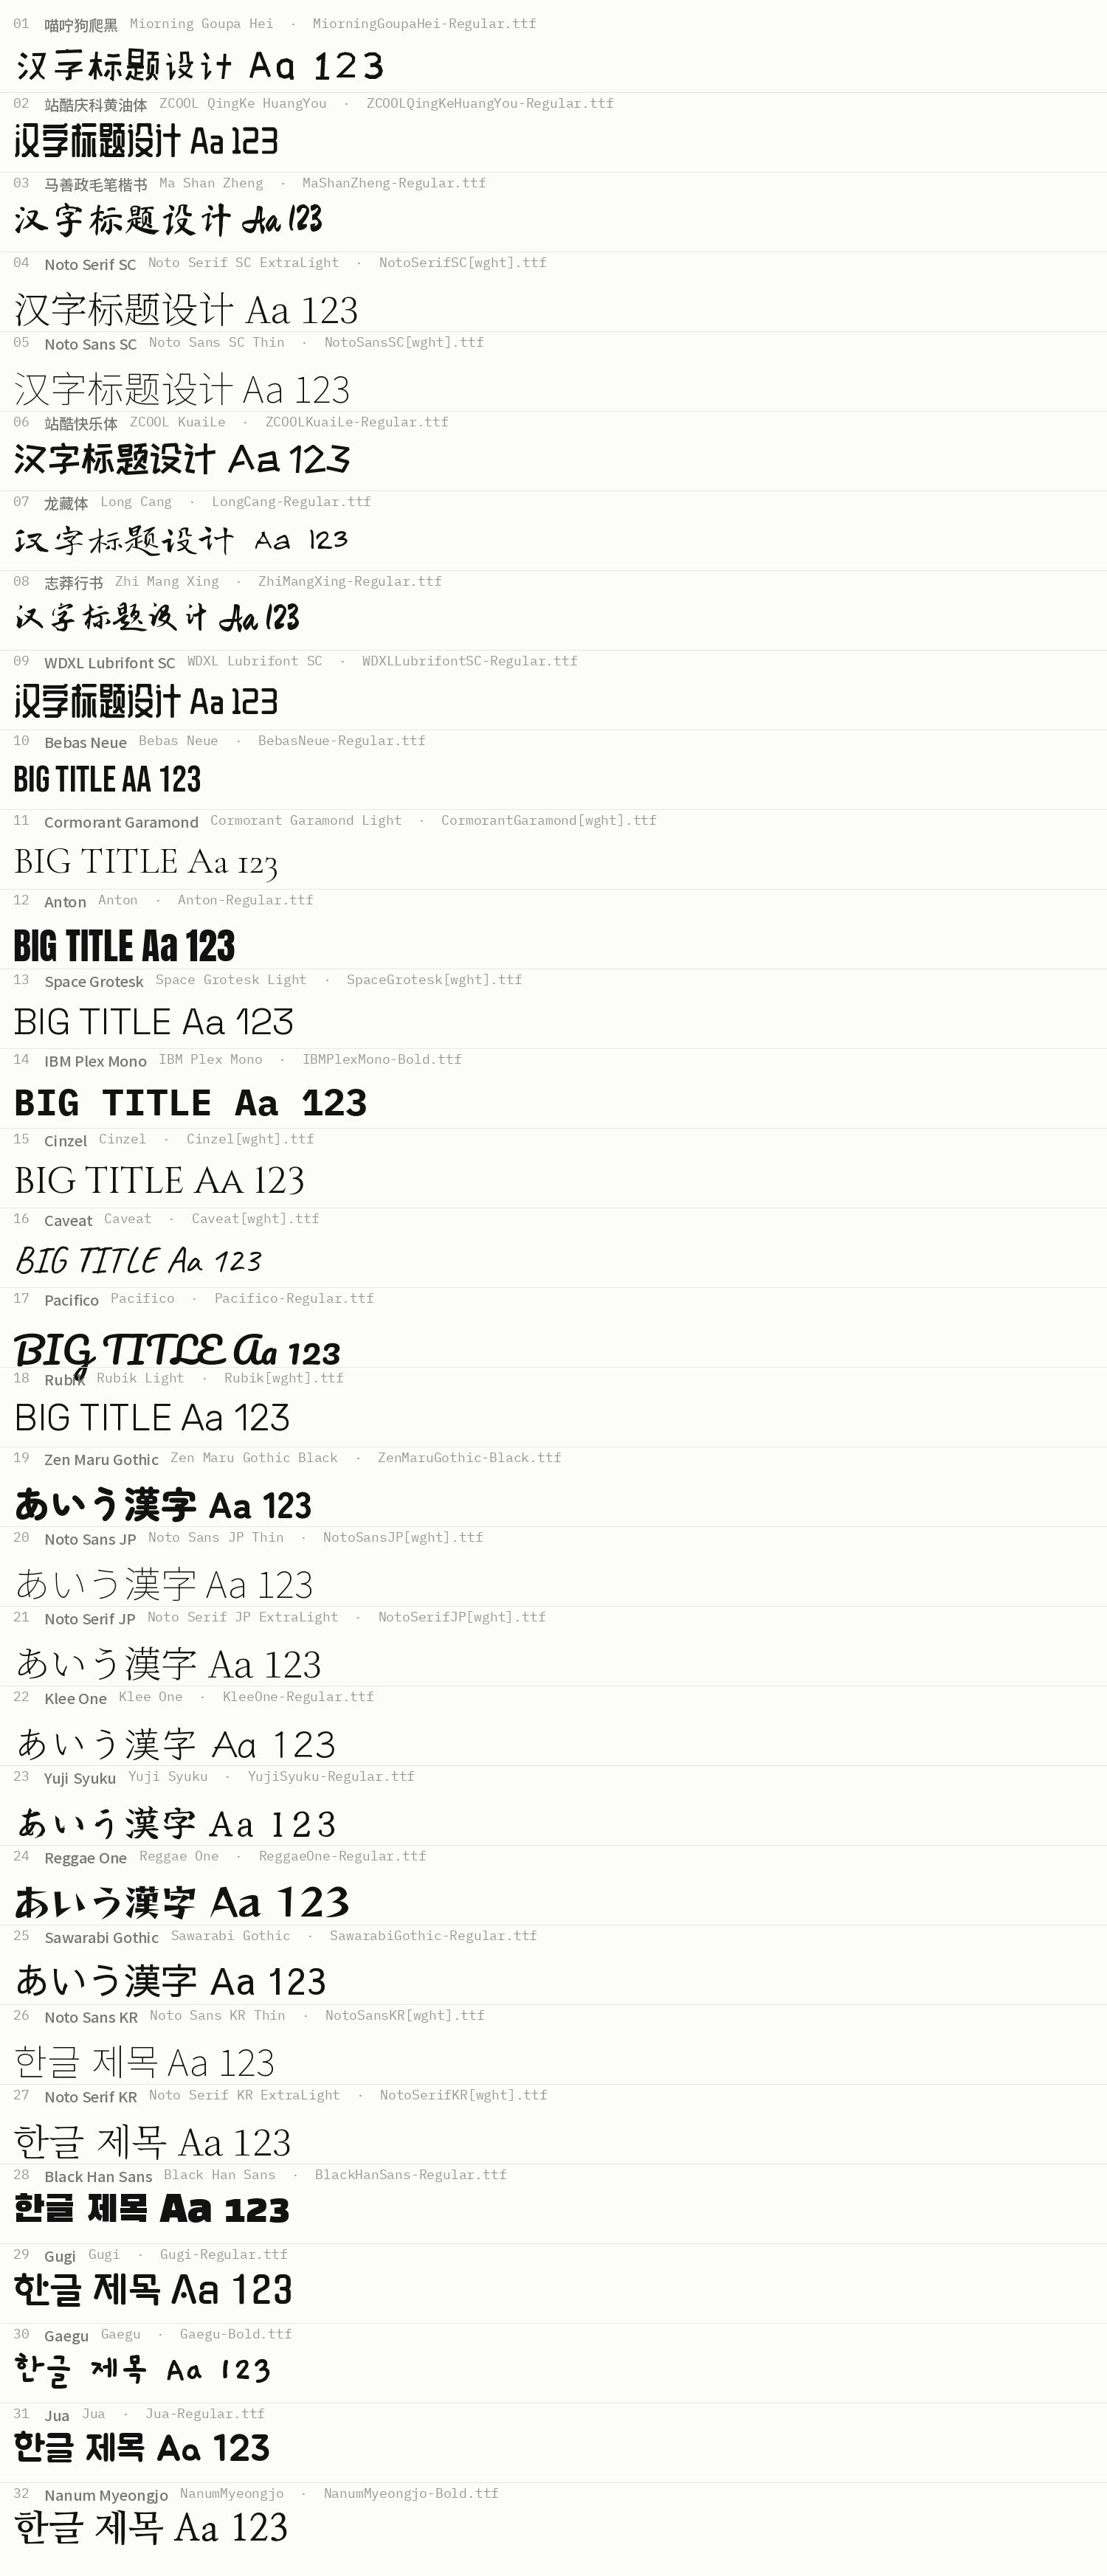 01 喵呓狗爬黑 Miorning Goupa Hei · MiorningGoupaHei-Regular.ttf
汉字标题设计 Aa 123
02 站酷庆科黄油体 ZCOOL QingKe HuangYou · ZCOOLQingKeHuangYou-Regular.ttf
汉字标题设计 Aa 123
03 马善政毛笔楷书 Ma Shan Zheng · MaShanZheng-Regular.ttf
汉字标题设计 Aa 123
04 Noto Serif SC Noto Serif SC ExtraLight · NotoSerifSC[wght].ttf
汉字标题设计 Aa 123
05 Noto Sans SC Noto Sans SC Thin · NotoSansSC[wght].ttf
汉字标题设计 Aa 123
06 站酷快乐体 ZCOOL KuaiLe · ZCOOLKuaiLe-Regular.ttf
汉字标题设计 Aa 123
07 龙藏体 Long Cang · LongCang-Regular.ttf
汉字标题设计 Aa 123
08 志莽行书 Zhi Mang Xing · ZhiMangXing-Regular.ttf
汉字标题设计 Aa 123
09 WDXL Lubrifont SC WDXL Lubrifont SC · WDXLLubrifontSC-Regular.ttf
汉字标题设计 Aa 123
10 Bebas Neue Bebas Neue · BebasNeue-Regular.ttf
BIG TITLE AA 123
11 Cormorant Garamond Cormorant Garamond Light · CormorantGaramond[wght].ttf
BIG TITLE Aa 123
12 Anton Anton · Anton-Regular.ttf
BIG TITLE Aa 123
13 Space Grotesk Space Grotesk Light · SpaceGrotesk[wght].ttf
BIG TITLE Aa 123
14 IBM Plex Mono IBM Plex Mono · IBMPlexMono-Bold.ttf
BIG TITLE Aa 123
15 Cinzel Cinzel · Cinzel[wght].ttf
BIG TITLE Aa 123
16 Caveat Caveat · Caveat[wght].ttf
BIG TITLE Aa 123
17 Pacifico Pacifico · Pacifico-Regular.ttf
BIG TITLE Aa 123
18 Rubik Rubik Light · Rubik[wght].ttf
BIG TITLE Aa 123
19 Zen Maru Gothic Zen Maru Gothic Black · ZenMaruGothic-Black.ttf
あいう漢字 Aa 123
20 Noto Sans JP Noto Sans JP Thin · NotoSansJP[wght].ttf
あいう漢字 Aa 123
21 Noto Serif JP Noto Serif JP ExtraLight · NotoSerifJP[wght].ttf
あいう漢字 Aa 123
22 Klee One Klee One · KleeOne-Regular.ttf
あいう漢字 Aa 123
23 Yuji Syuku Yuji Syuku · YujiSyuku-Regular.ttf
あいう漢字 Aa 123
24 Reggae One Reggae One · ReggaeOne-Regular.ttf
あいう漢字 Aa 123
25 Sawarabi Gothic Sawarabi Gothic · SawarabiGothic-Regular.ttf
あいう漢字 Aa 123
26 Noto Sans KR Noto Sans KR Thin · NotoSansKR[wght].ttf
한글 제목 Aa 123
27 Noto Serif KR Noto Serif KR ExtraLight · NotoSerifKR[wght].ttf
한글 제목 Aa 123
28 Black Han Sans Black Han Sans · BlackHanSans-Regular.ttf
한글 제목 Aa 123
29 Gugi Gugi · Gugi-Regular.ttf
한글 제목 Aa 123
30 Gaegu Gaegu · Gaegu-Bold.ttf
한글 제목 Aa 123
31 Jua Jua · Jua-Regular.ttf
한글 제목 Aa 123
32 Nanum Myeongjo NanumMyeongjo · NanumMyeongjo-Bold.ttf
한글 제목 Aa 123